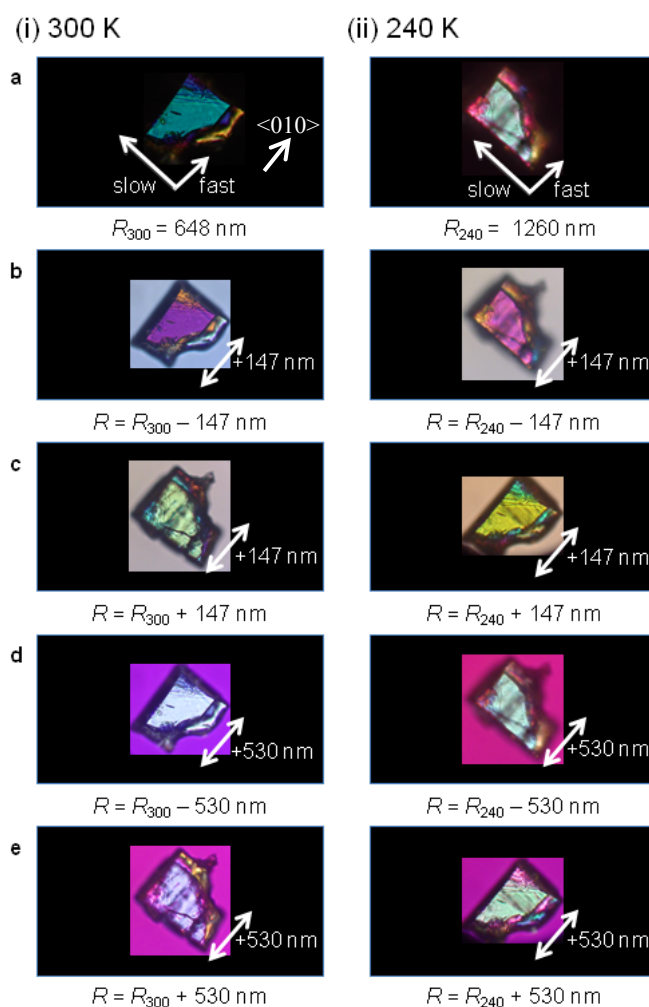 (i) 300 K
(ii) 240 K
a
slow
fast
<010>
slow
fast
R300 = 648 nm
R240 = 1260 nm
b
+147 nm
+147 nm
R = R300 – 147 nm
R = R240 – 147 nm
c
+147 nm
+147 nm
R = R300 + 147 nm
R = R240 + 147 nm
d
+530 nm
+530 nm
R = R300 – 530 nm
R = R240 – 530 nm
e
+530 nm
+530 nm
R = R300 + 530 nm
R = R240 + 530 nm